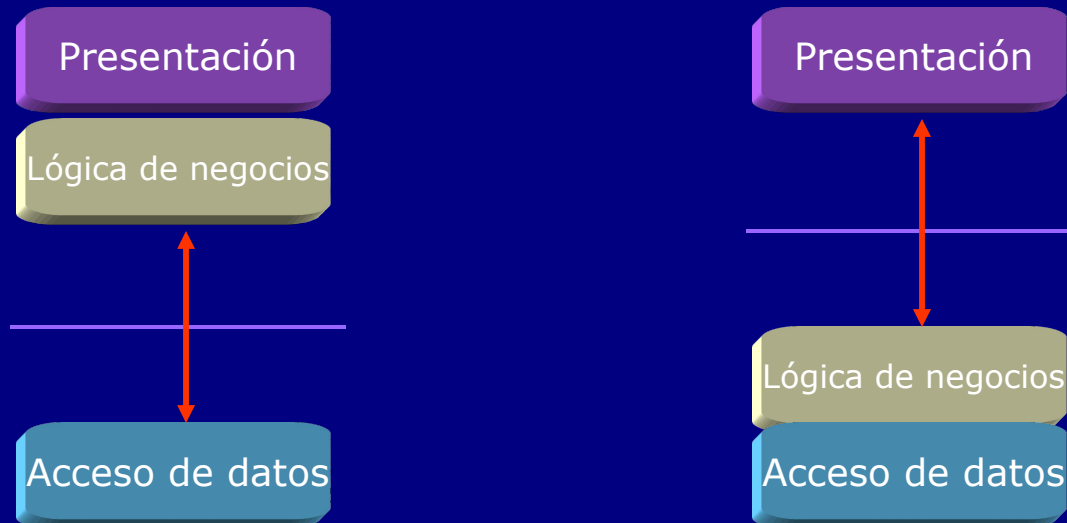 Presentación
Lógica de negocios
Acceso de datos
Presentación
Lógica de negocios
Acceso de datos